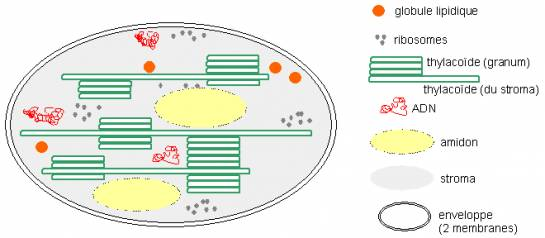 globule lipidique
ribosomes
thylacoïde (granum)
thylacoïde (du stroma)
ADN
amidon
stroma
enveloppe
(2 membranes)